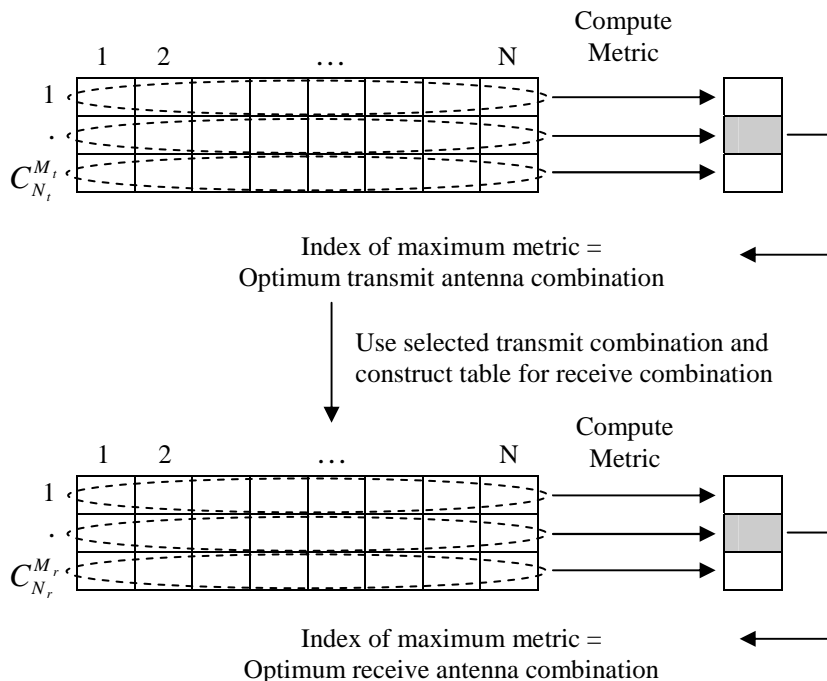 Compute
Metric
1 2 ... N
1
.
C_{N_t}^{M_t}
Index of maximum metric =
Optimum transmit antenna combination
Use selected transmit combination and
construct table for receive combination
Compute
Metric
1 2 ... N
1
.
C_{N_r}^{M_r}
Index of maximum metric =
Optimum receive antenna combination